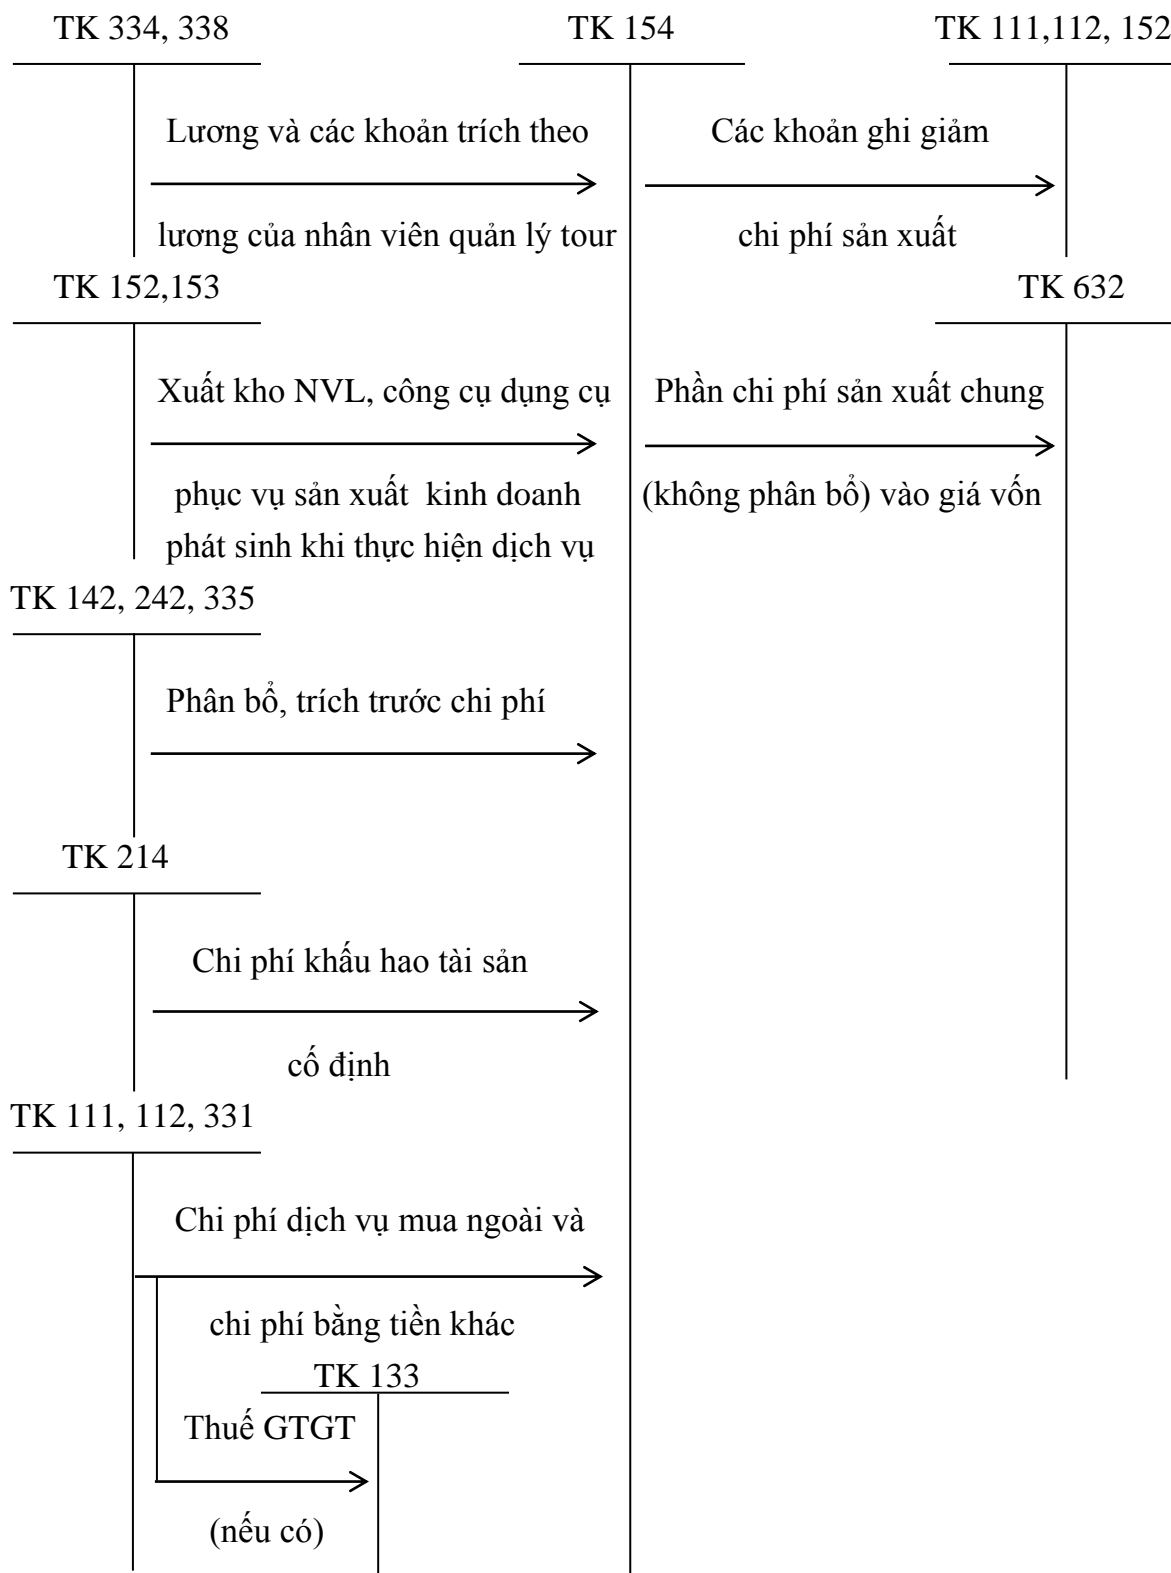 TK 334, 338
TK 154
TK 111,112, 152
Lương và các khoản trích theo
Các khoản ghi giảm
lương của nhân viên quản lý tour
chi phí sản xuất
TK 152,153
TK 632
Xuất kho NVL, công cụ dụng cụ
Phần chi phí sản xuất chung
phục vụ sản xuất kinh doanh
(không phân bổ) vào giá vốn
phát sinh khi thực hiện dịch vụ
TK 142, 242, 335
Phân bổ, trích trước chi phí
TK 214
Chi phí khấu hao tài sản
cố định
TK 111, 112, 331
Chi phí dịch vụ mua ngoài và
chi phí bằng tiền khác
TK 133
Thuế GTGT
(nếu có)